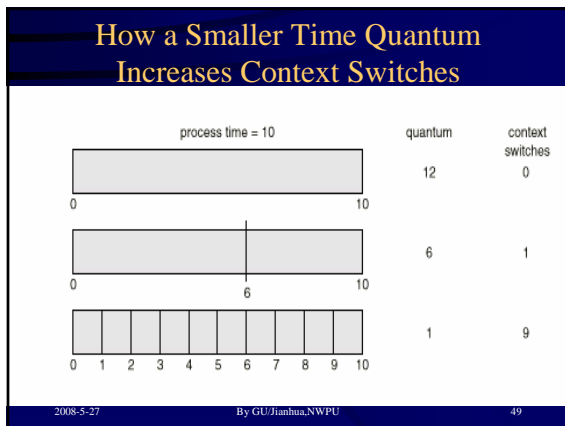 How a Smaller Time Quantum
Increases Context Switches
process time = 10
quantum
context
switches
12
0
0
10
6
1
0
6
10
1
9
0 1 2 3 4 5 6 7 8 9 10
2008-5-27
By GU/Jianhua,NWPU
49